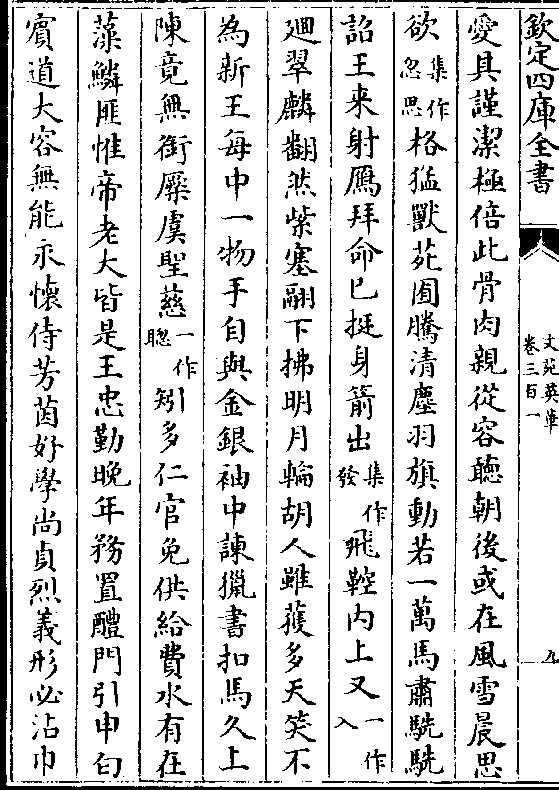 欽定四庫全書
文苑英華
卷三百一
九
愛其謹潔極倍此骨肉親從容聽朝後或在風雪晨思
欲集作忽思格猛獸苑囿騰清塵羽旗動若一萬馬肅駪駪
詔王来射鴈拜命已挺身箭出集作發飛鞚内上又一作入
廻翠麟翻然紫塞翮下拂明月輪胡人雖獲多天笑不
為新王每中一物手自與金銀袖中諫獵書扣馬久上
陳竟無銜橜虞聖慈一作聰矧多仁官免供給費水有在
藻鱗匪惟帝老大皆是王忠勤晚年務置醴門引申白
賓道大容無能永懷侍芳茵好學尚貞烈義形必沾巾